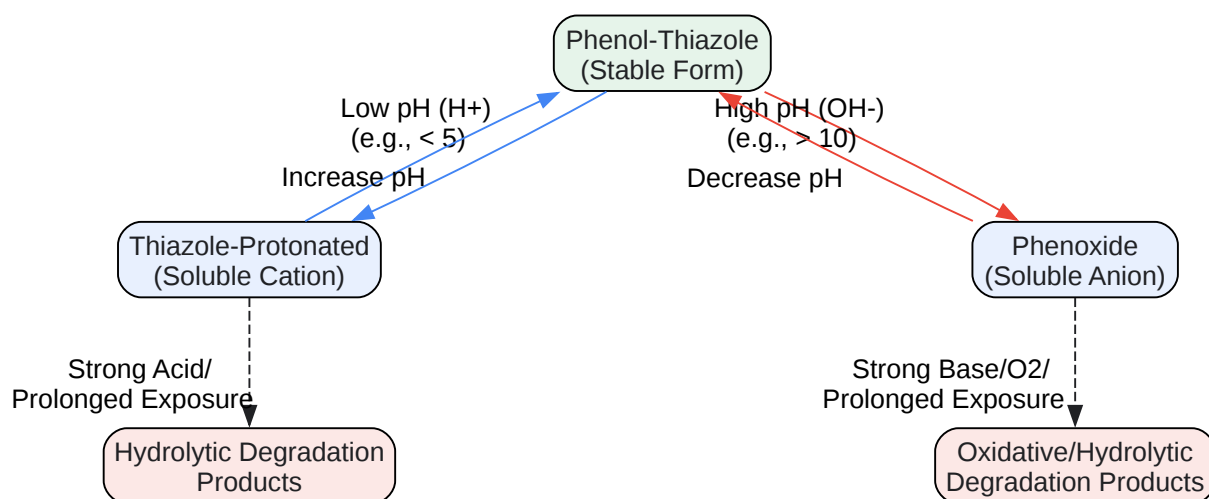 Phenol-Thiazole
(Stable Form)
Low pH (H+)
(e.g., < 5)
High pH (OH-)
(e.g., > 10)
Increase pH
Decrease pH
Thiazole-Protonated
(Soluble Cation)
Phenoxide
(Soluble Anion)
Strong Acid/
Prolonged Exposure
Strong Base/O2/
Prolonged Exposure
Hydrolytic Degradation
Products
Oxidative/Hydrolytic
Degradation Products